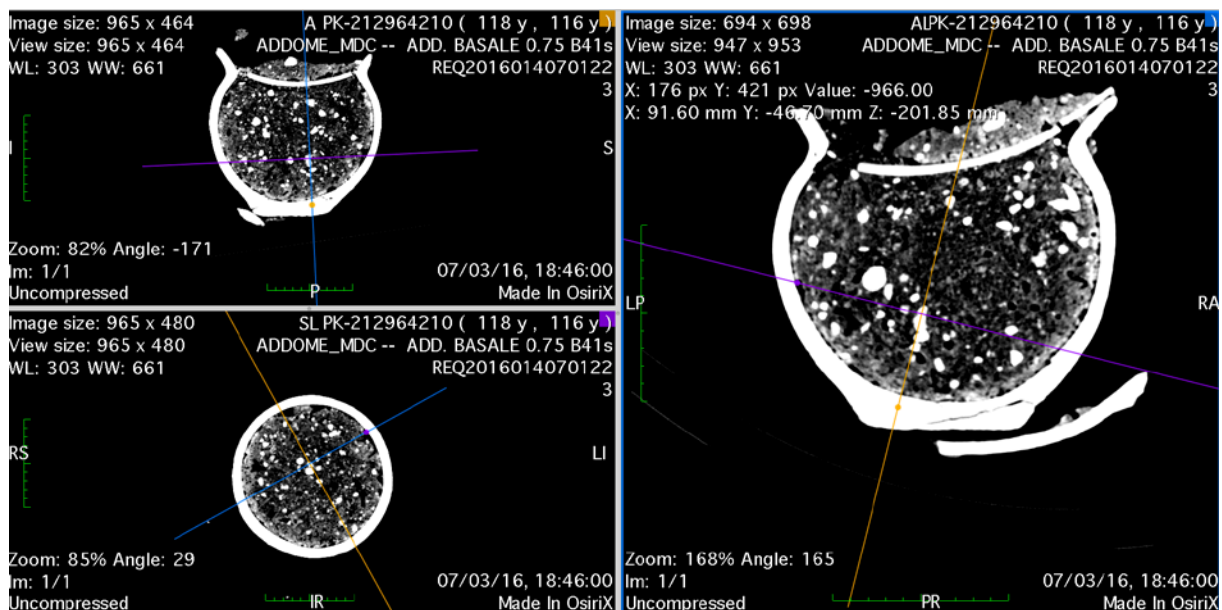 Image size: 965 x 464
View size: 965 x 464
WL: 303 WW: 661
A PK-212964210 ( 118 y , 116 y )
ADDOME_MDC -- ADD. BASALE 0.75 B41s
REQ2016014070122
3
I
S
Zoom: 82% Angle: -171
Im: 1/1
Uncompressed
P
07/03/16, 18:46:00
Made In OsiriX
Image size: 965 x 480
View size: 965 x 480
WL: 303 WW: 661
SL PK-212964210 ( 118 y , 116 y )
ADDOME_MDC -- ADD. BASALE 0.75 B41s
REQ2016014070122
3
RS
LI
Zoom: 85% Angle: 29
Im: 1/1
Uncompressed
IR
07/03/16, 18:46:00
Made In OsiriX
Image size: 694 x 698
View size: 947 x 953
WL: 303 WW: 661
X: 176 px Y: 421 px Value: -966.00
X: 91.60 mm Y: -46.70 mm Z: -201.85 mm
ALPK-212964210 ( 118 y , 116 y )
ADDOME_MDC -- ADD. BASALE 0.75 B41s
REQ2016014070122
3
LP
RA
Zoom: 168% Angle: 165
Im: 1/1
Uncompressed
PR
07/03/16, 18:46:00
Made In OsiriX